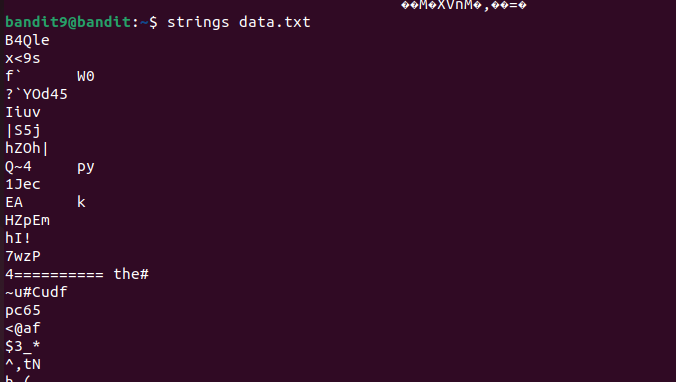 ��M�XVnM�,��=�
bandit9@bandit:~$ strings data.txt
B4Qle
x<9s
f`      W0
?`YOd45
Iiuv
|S5j
hZOh|
Q~4     py
1Jec
EA      k
HZpEm
hI!
7wzP
4========== the#
~u#Cudf
pc65
<@af
$3_*
^,tN